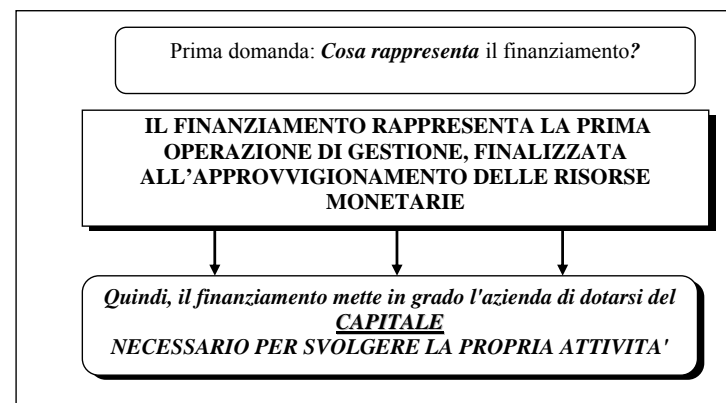 Prima domanda: Cosa rappresenta il finanziamento?
IL FINANZIAMENTO RAPPRESENTA LA PRIMA
OPERAZIONE DI GESTIONE, FINALIZZATA
ALL’APPROVVIGIONAMENTO DELLE RISORSE
MONETARIE
Quindi, il finanziamento mette in grado l'azienda di dotarsi del
CAPITALE
NECESSARIO PER SVOLGERE LA PROPRIA ATTIVITA'